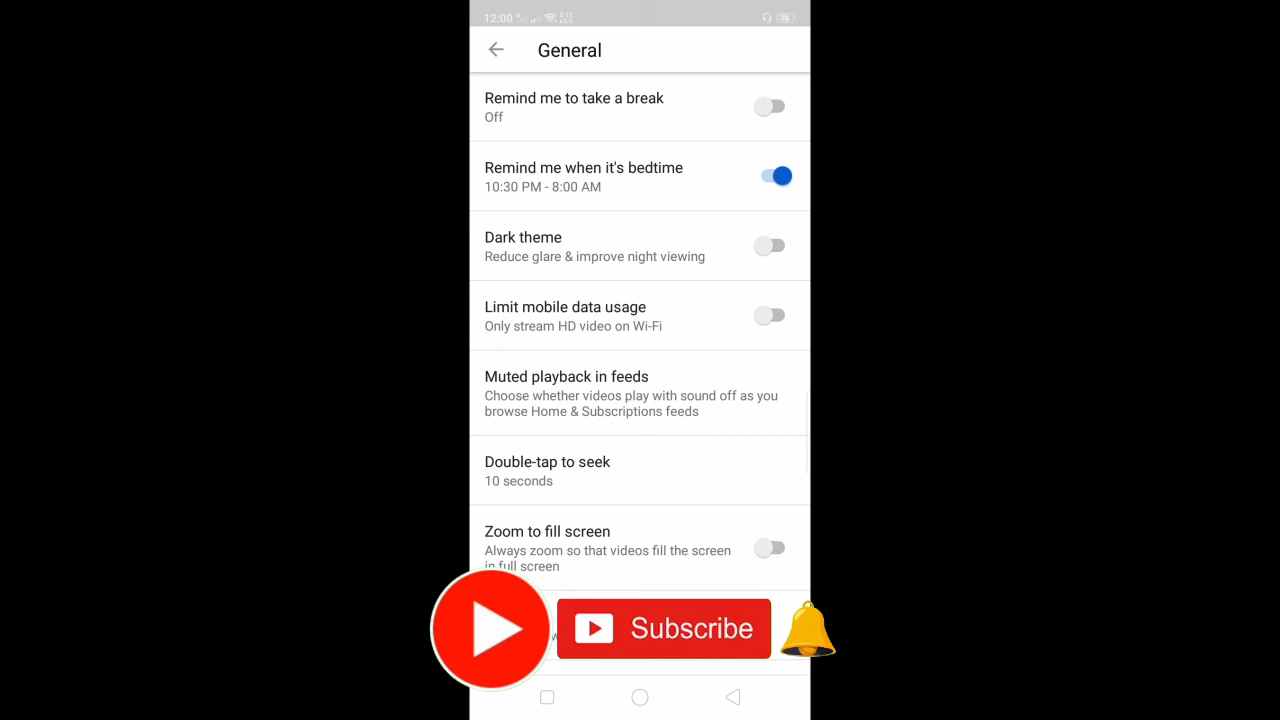 12:00
General
Remind me to take a break
Off
Remind me when it's bedtime
10:30 PM - 8:00 AM
Dark theme
Reduce glare & improve night viewing
Limit mobile data usage
Only stream HD video on Wi-Fi
Muted playback in feeds
Choose whether videos play with sound off as you
browse Home & Subscriptions feeds
Double-tap to seek
10 seconds
Zoom to fill screen
Always zoom so that videos fill the screen
in full screen
Subscribe